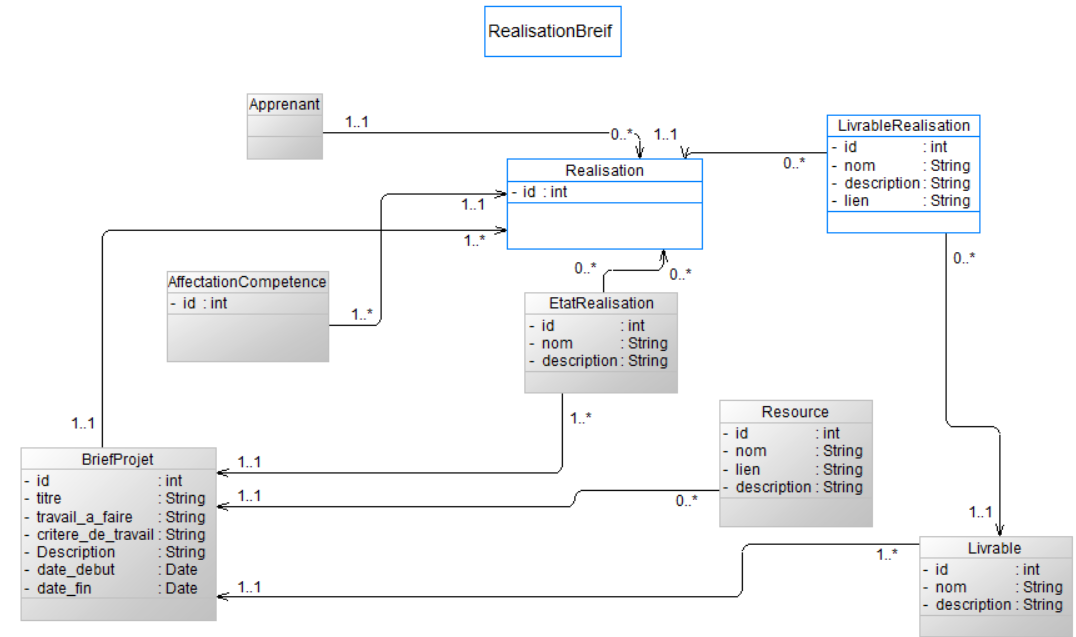 RealisationBreif
Apprenant
1..1
0..*
1..1
0..*
LivrableRealisation
- id : int
- nom : String
- description : String
- lien : String
Realisation
- id : int
1..1
1..*
0..*
0..*
0..*
AffectationCompetence
- id : int
1..*
EtatRealisation
- id : int
- nom : String
- description : String
1..*
1..1
Resource
- id : int
- nom : String
- lien : String
- description : String
0..*
BriefProjet
- id : int
- titre : String
- travail_a_faire : String
- critere_de_travail : String
- Description : String
- date_debut : Date
- date_fin : Date
1..1
1..1
1..1
1..1
1..*
Livrable
- id : int
- nom : String
- description : String